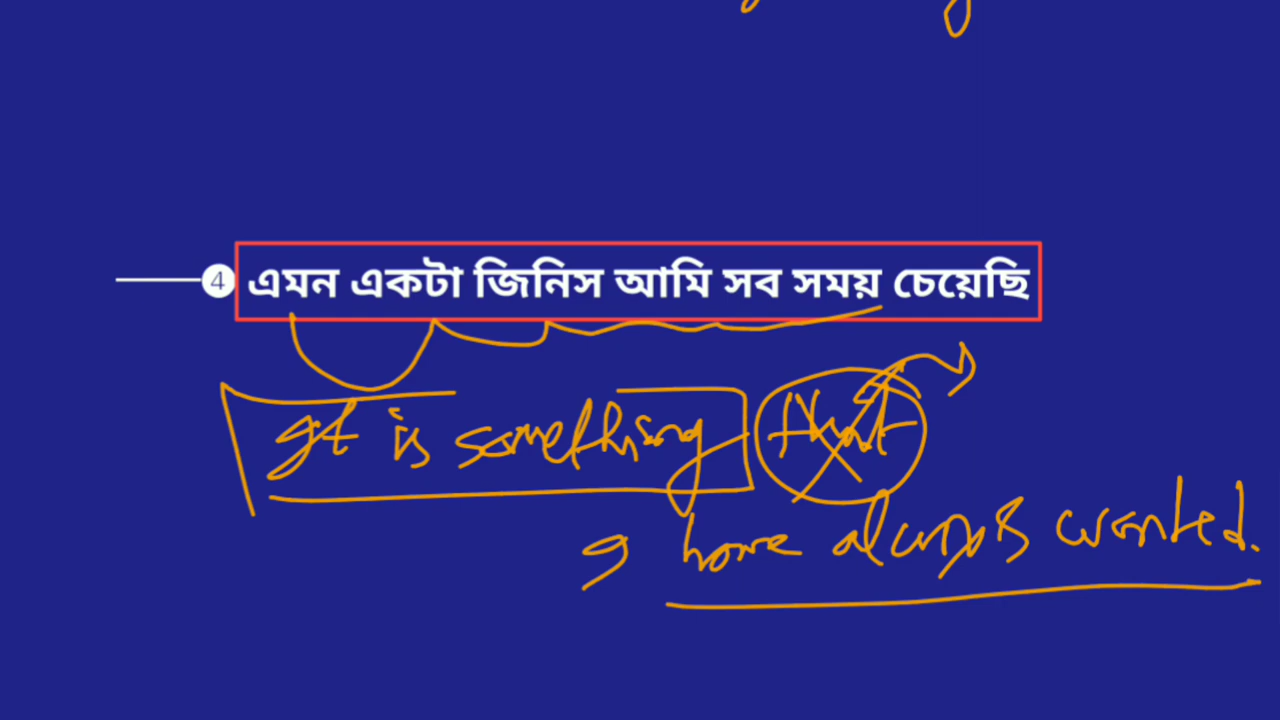 4 এমন একটা জিনিস আমি সব সময় চেয়েছি
It is something that
I have always wanted.